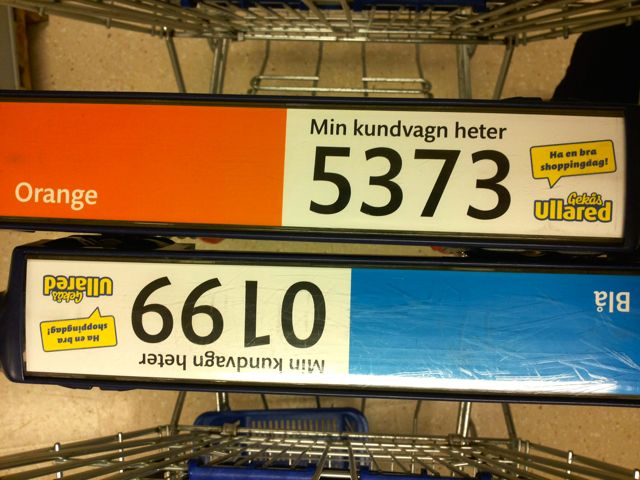 Orange
Min kundvagn heter
5373
Ha en bra
shoppingdag!
Gekås
Ullared
Blå
Min kundvagn heter
0199
Ha en bra
shoppingdag!
Gekås
Ullared